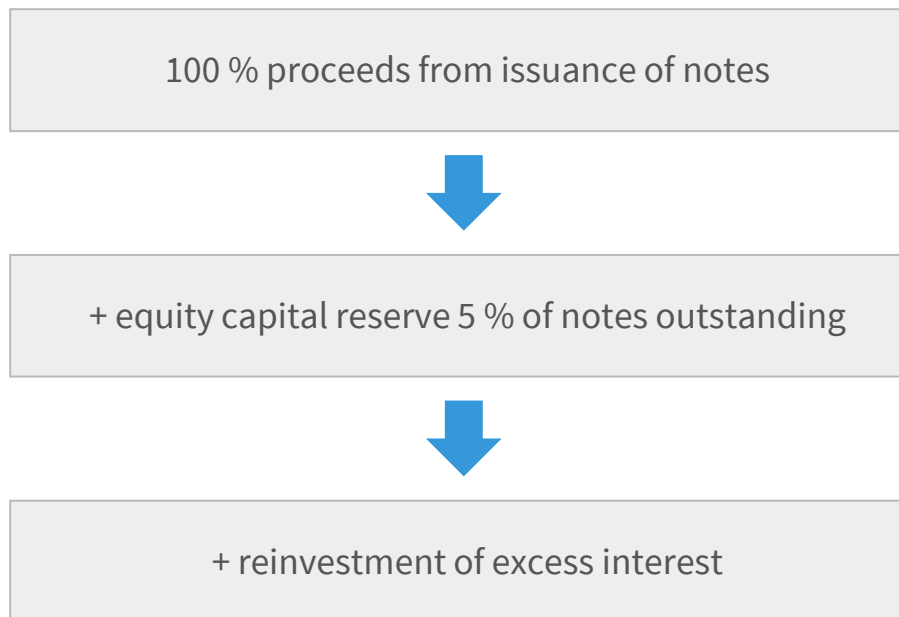 100 % proceeds from issuance of notes
+ equity capital reserve 5 % of notes outstanding
+ reinvestment of excess interest